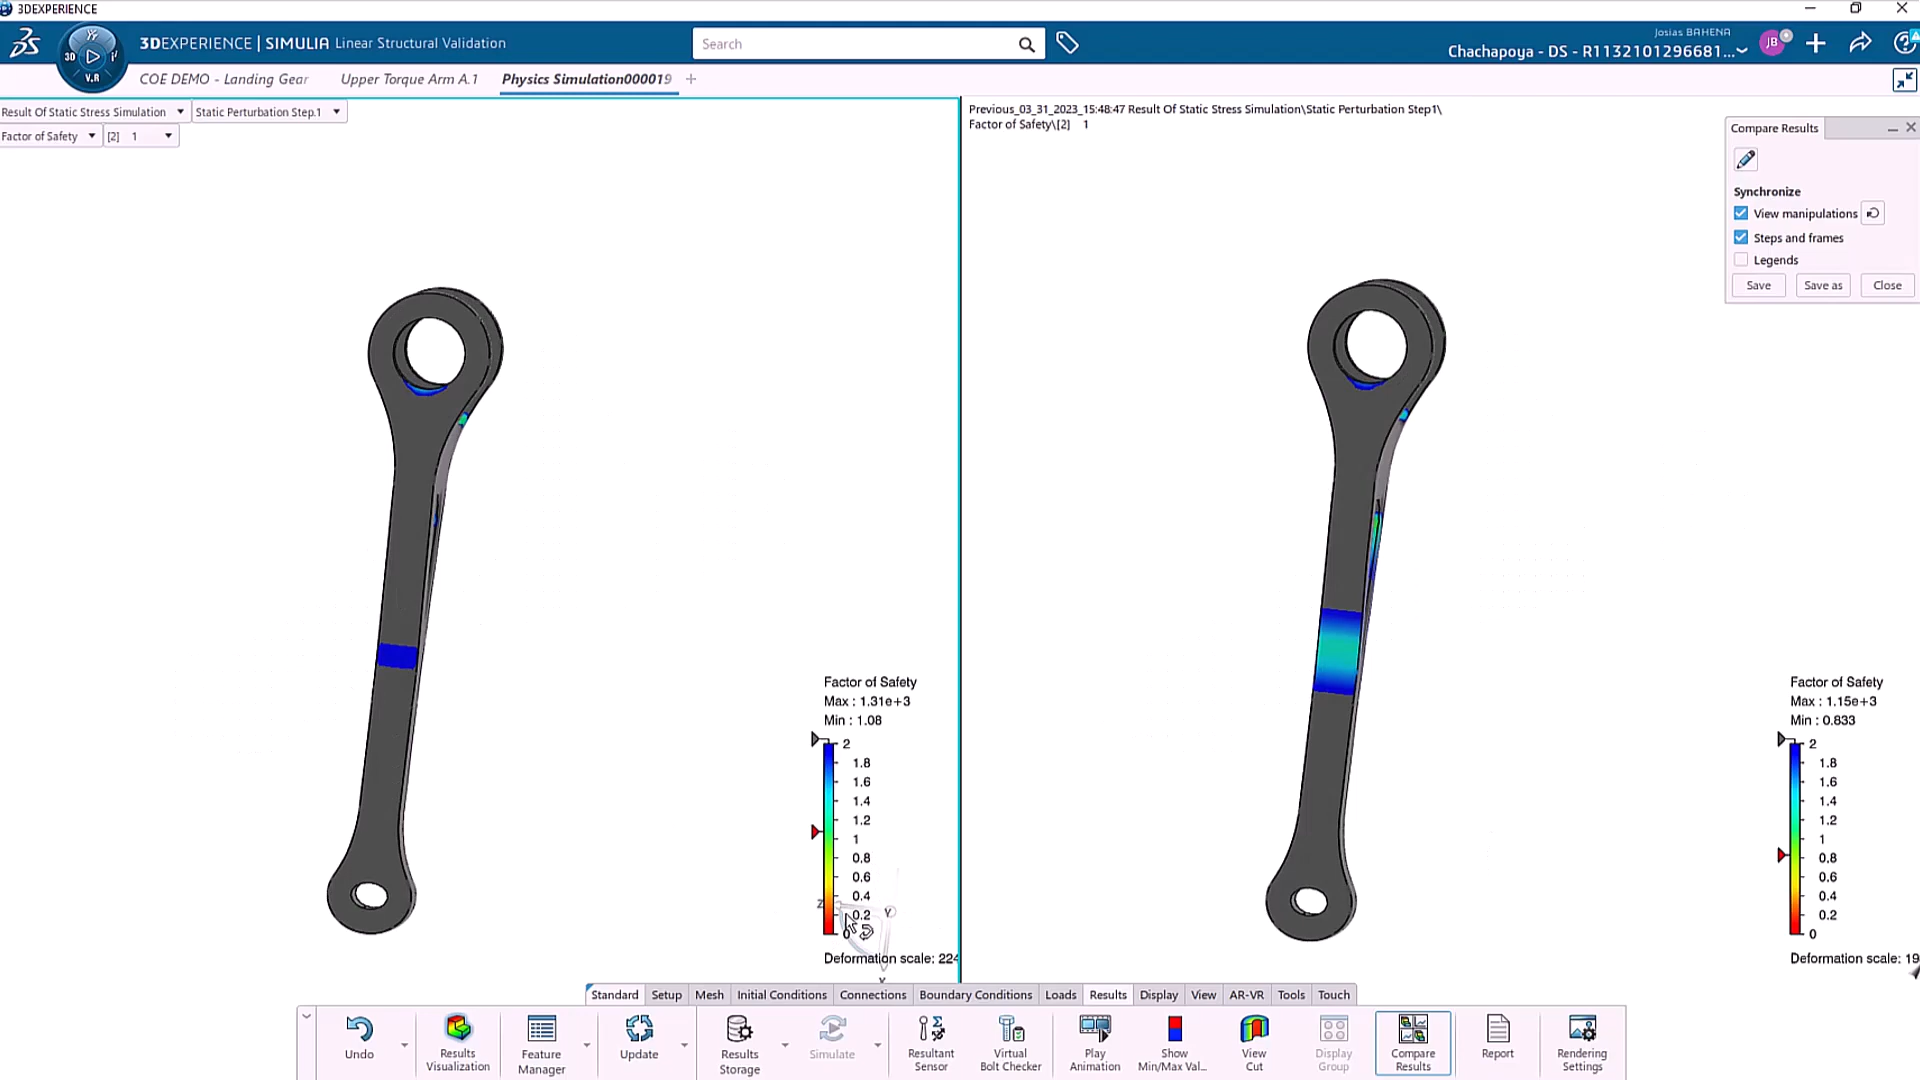 3DEXPERIENCE
3DEXPERIENCE | SIMULIA Linear Structural Validation
3D
V.R
Search
Josias BAHENA
Chachapoya - DS - R1132101296681...
JB
COE DEMO - Landing Gear
Upper Torque Arm A.1
Physics Simulation000019
Result Of Static Stress Simulation
Static Perturbation Step.1
Factor of Safety
[2] 1
Previous_03_31_2023_15:48:47 Result Of Static Stress Simulation\Static Perturbation Step1\
Factor of Safety\[2] 1
Compare Results
Synchronize
View manipulations
Steps and frames
Legends
Save
Save as
Close
Factor of Safety
Max : 1.31e+3
Min : 1.08
2
1.8
1.6
1.4
1.2
1
0.8
0.6
0.4
0.2
0
Z
Y
Deformation scale: 224
Factor of Safety
Max : 1.15e+3
Min : 0.833
2
1.8
1.6
1.4
1.2
1
0.8
0.6
0.4
0.2
0
Deformation scale: 19
Standard
Setup
Mesh
Initial Conditions
Connections
Boundary Conditions
Loads
Results
Display
View
AR-VR
Tools
Touch
Undo
Results
Visualization
Feature
Manager
Update
Results
Storage
Simulate
Resultant
Sensor
Virtual
Bolt Checker
Play
Animation
Show
Min/Max Val...
View
Cut
Display
Group
Compare
Results
Report
Rendering
Settings